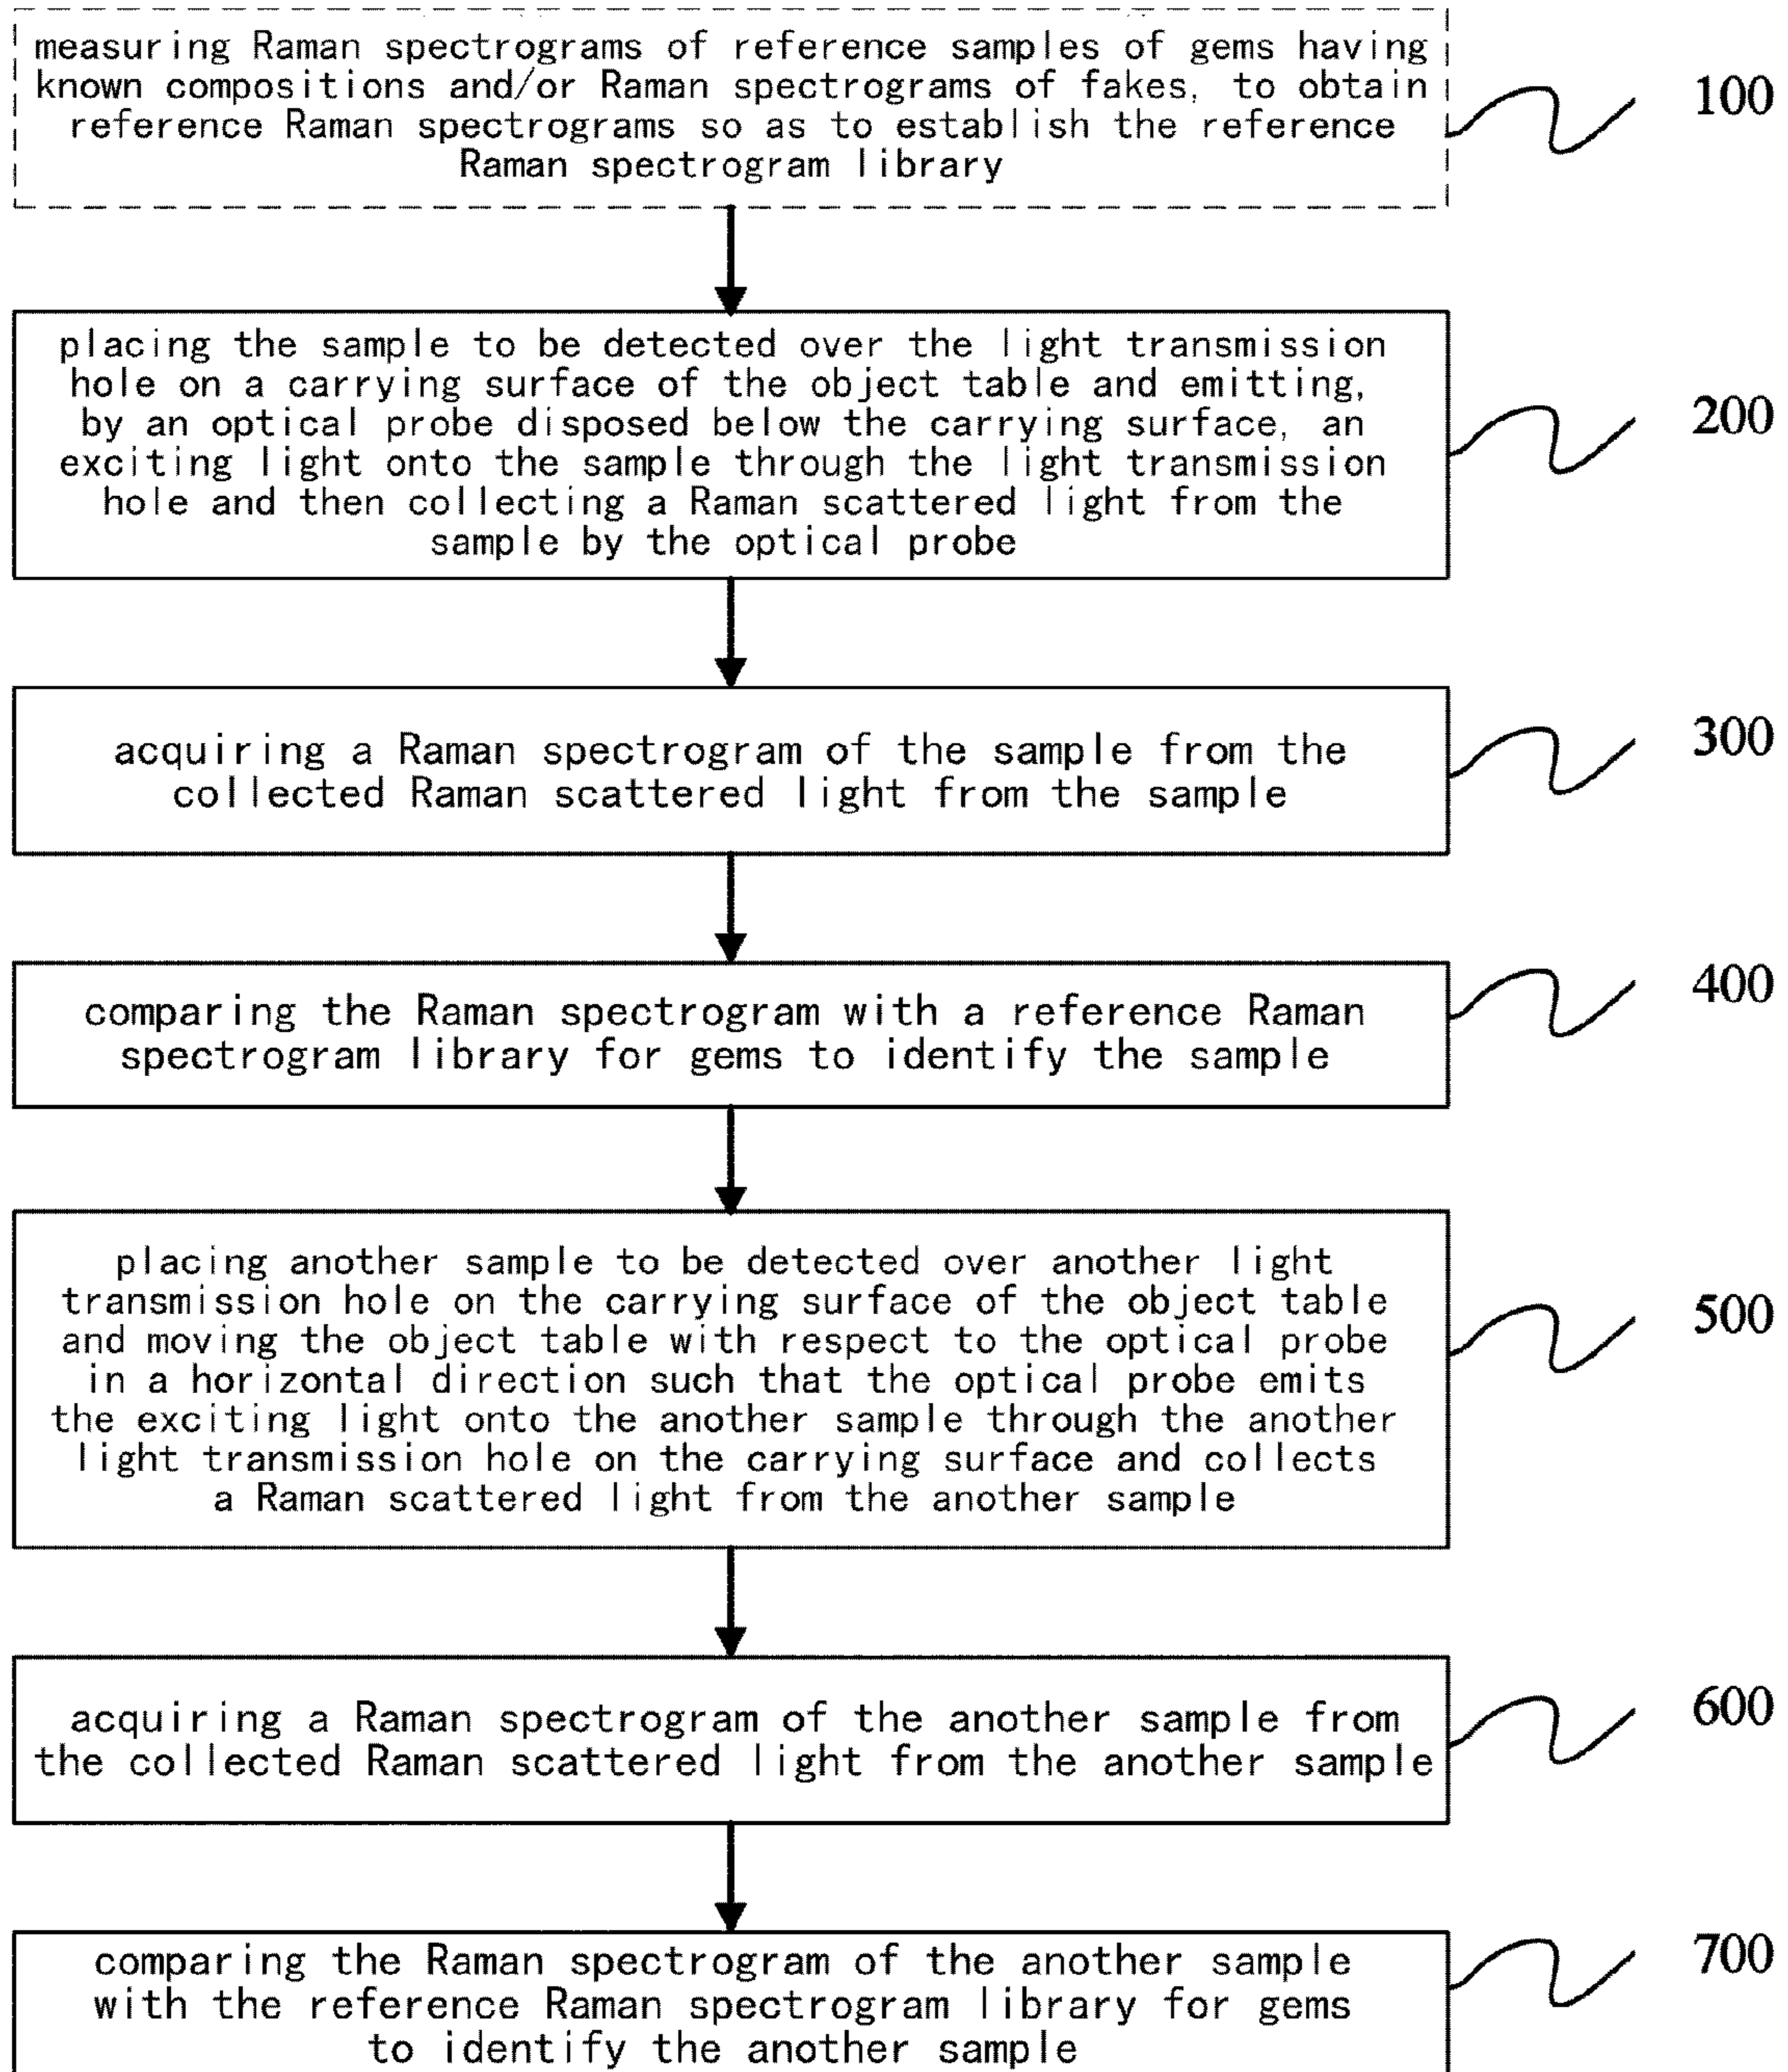 measuring Raman spectrograms of reference samples of gems having
known compositions and/or Raman spectrograms of fakes, to obtain
reference Raman spectrograms so as to establish the reference
Raman spectrogram library
100
placing the sample to be detected over the light transmission
hole on a carrying surface of the object table and emitting,
by an optical probe disposed below the carrying surface, an
exciting light onto the sample through the light transmission
hole and then collecting a Raman scattered light from the
sample by the optical probe
200
acquiring a Raman spectrogram of the sample from the
collected Raman scattered light from the sample
300
comparing the Raman spectrogram with a reference Raman
spectrogram library for gems to identify the sample
400
placing another sample to be detected over another light
transmission hole on the carrying surface of the object table
and moving the object table with respect to the optical probe
in a horizontal direction such that the optical probe emits
the exciting light onto the another sample through the another
light transmission hole on the carrying surface and collects
a Raman scattered light from the another sample
500
acquiring a Raman spectrogram of the another sample from
the collected Raman scattered light from the another sample
600
comparing the Raman spectrogram of the another sample
with the reference Raman spectrogram library for gems
to identify the another sample
700